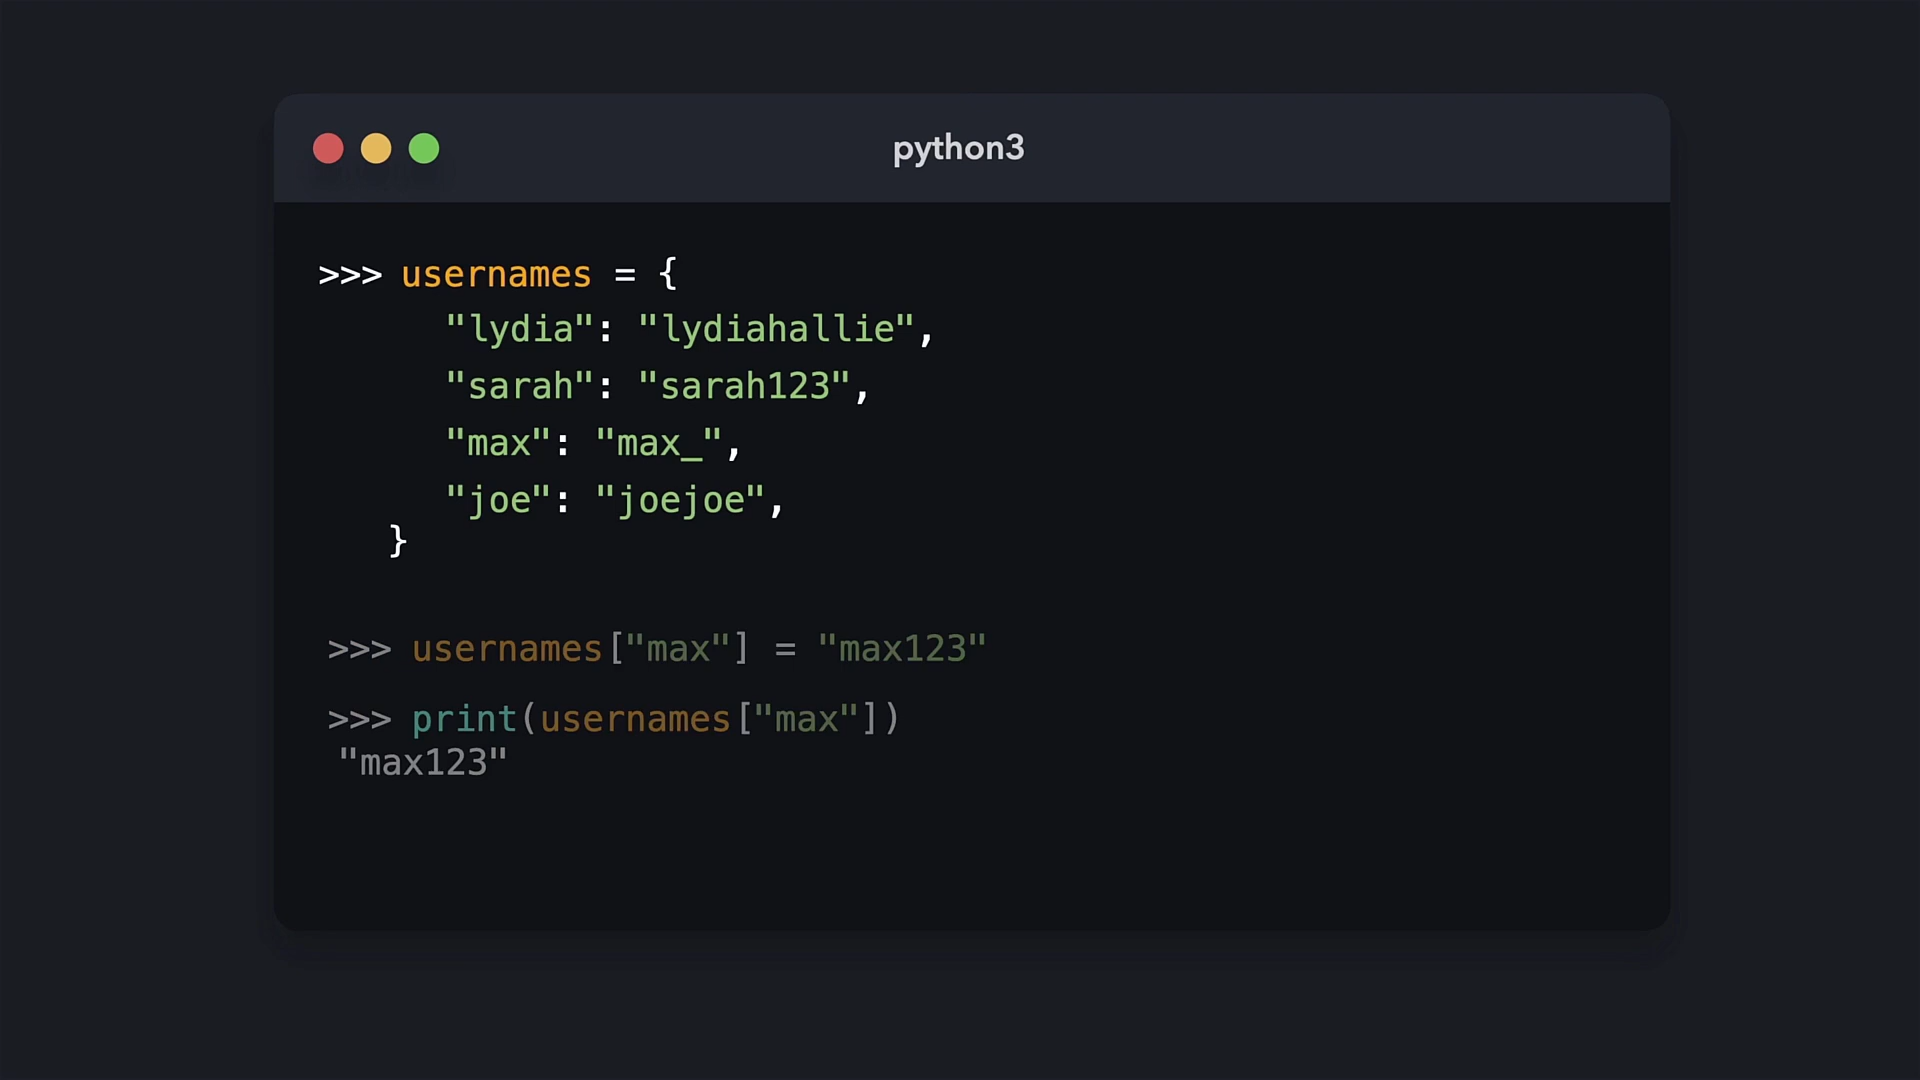 python3
>>> usernames = {
"lydia": "lydiahallie",
"sarah": "sarah123",
"max": "max_",
"joe": "joejoe",
}
>>> usernames["max"] = "max123"
>>> print(usernames["max"])
"max123"